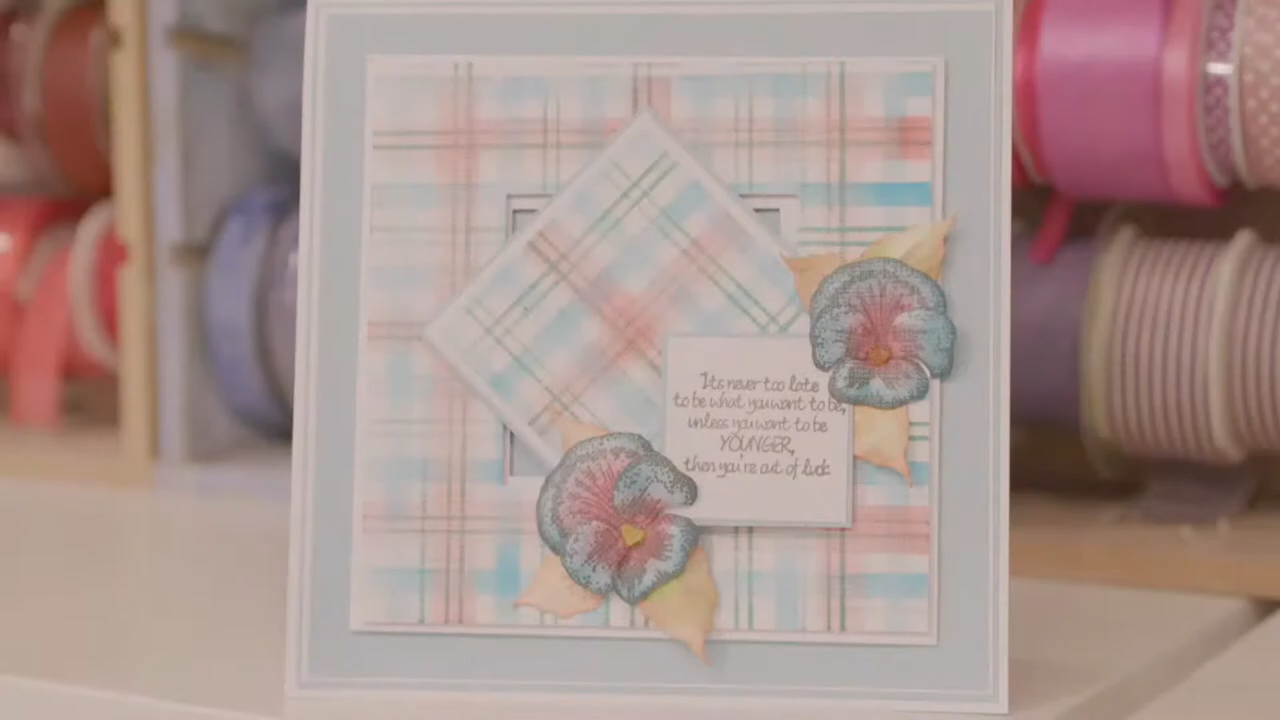 It's never too late
to be what you want to be,
unless you want to be
YOUNGER,
then you're out of luck